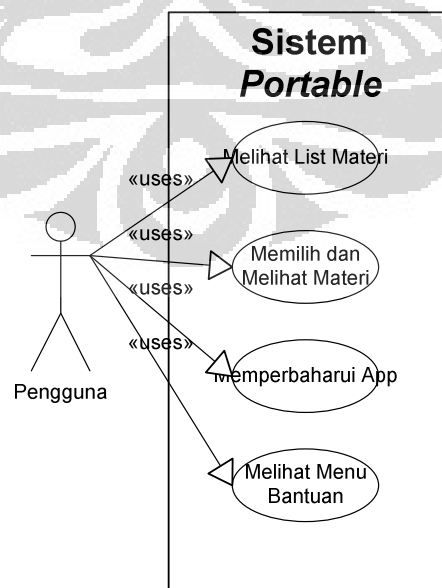 Sistem
Portable
Melihat List Materi
«uses»
«uses»
Memilih dan
Melihat Materi
«uses»
«uses»
Memperbaharui App
Pengguna
Melihat Menu
Bantuan